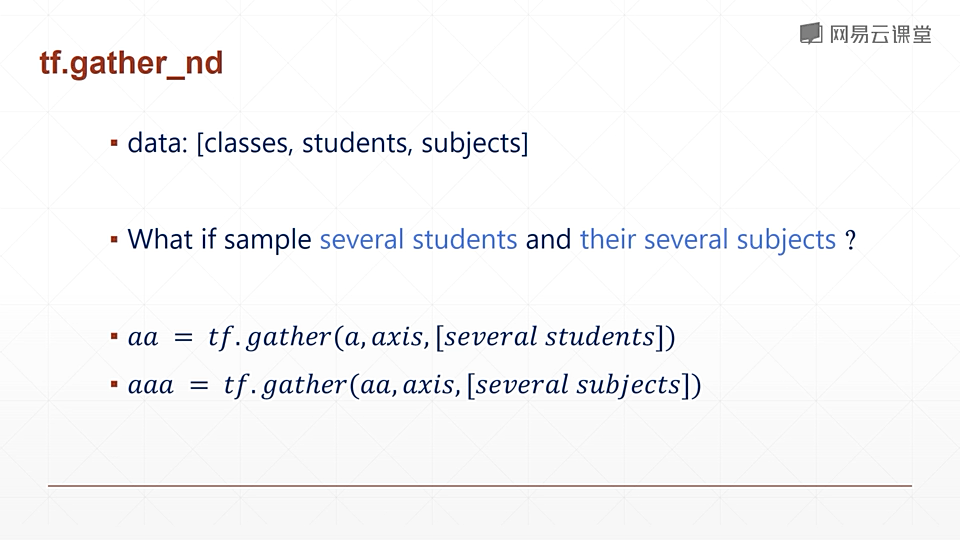 网易云课堂
tf.gather_nd
▪ data: [classes, students, subjects]
▪ What if sample several students and their several subjects ?
▪ aa = tf.gather(a, axis, [several students])
▪ aaa = tf.gather(aa, axis, [several subjects])